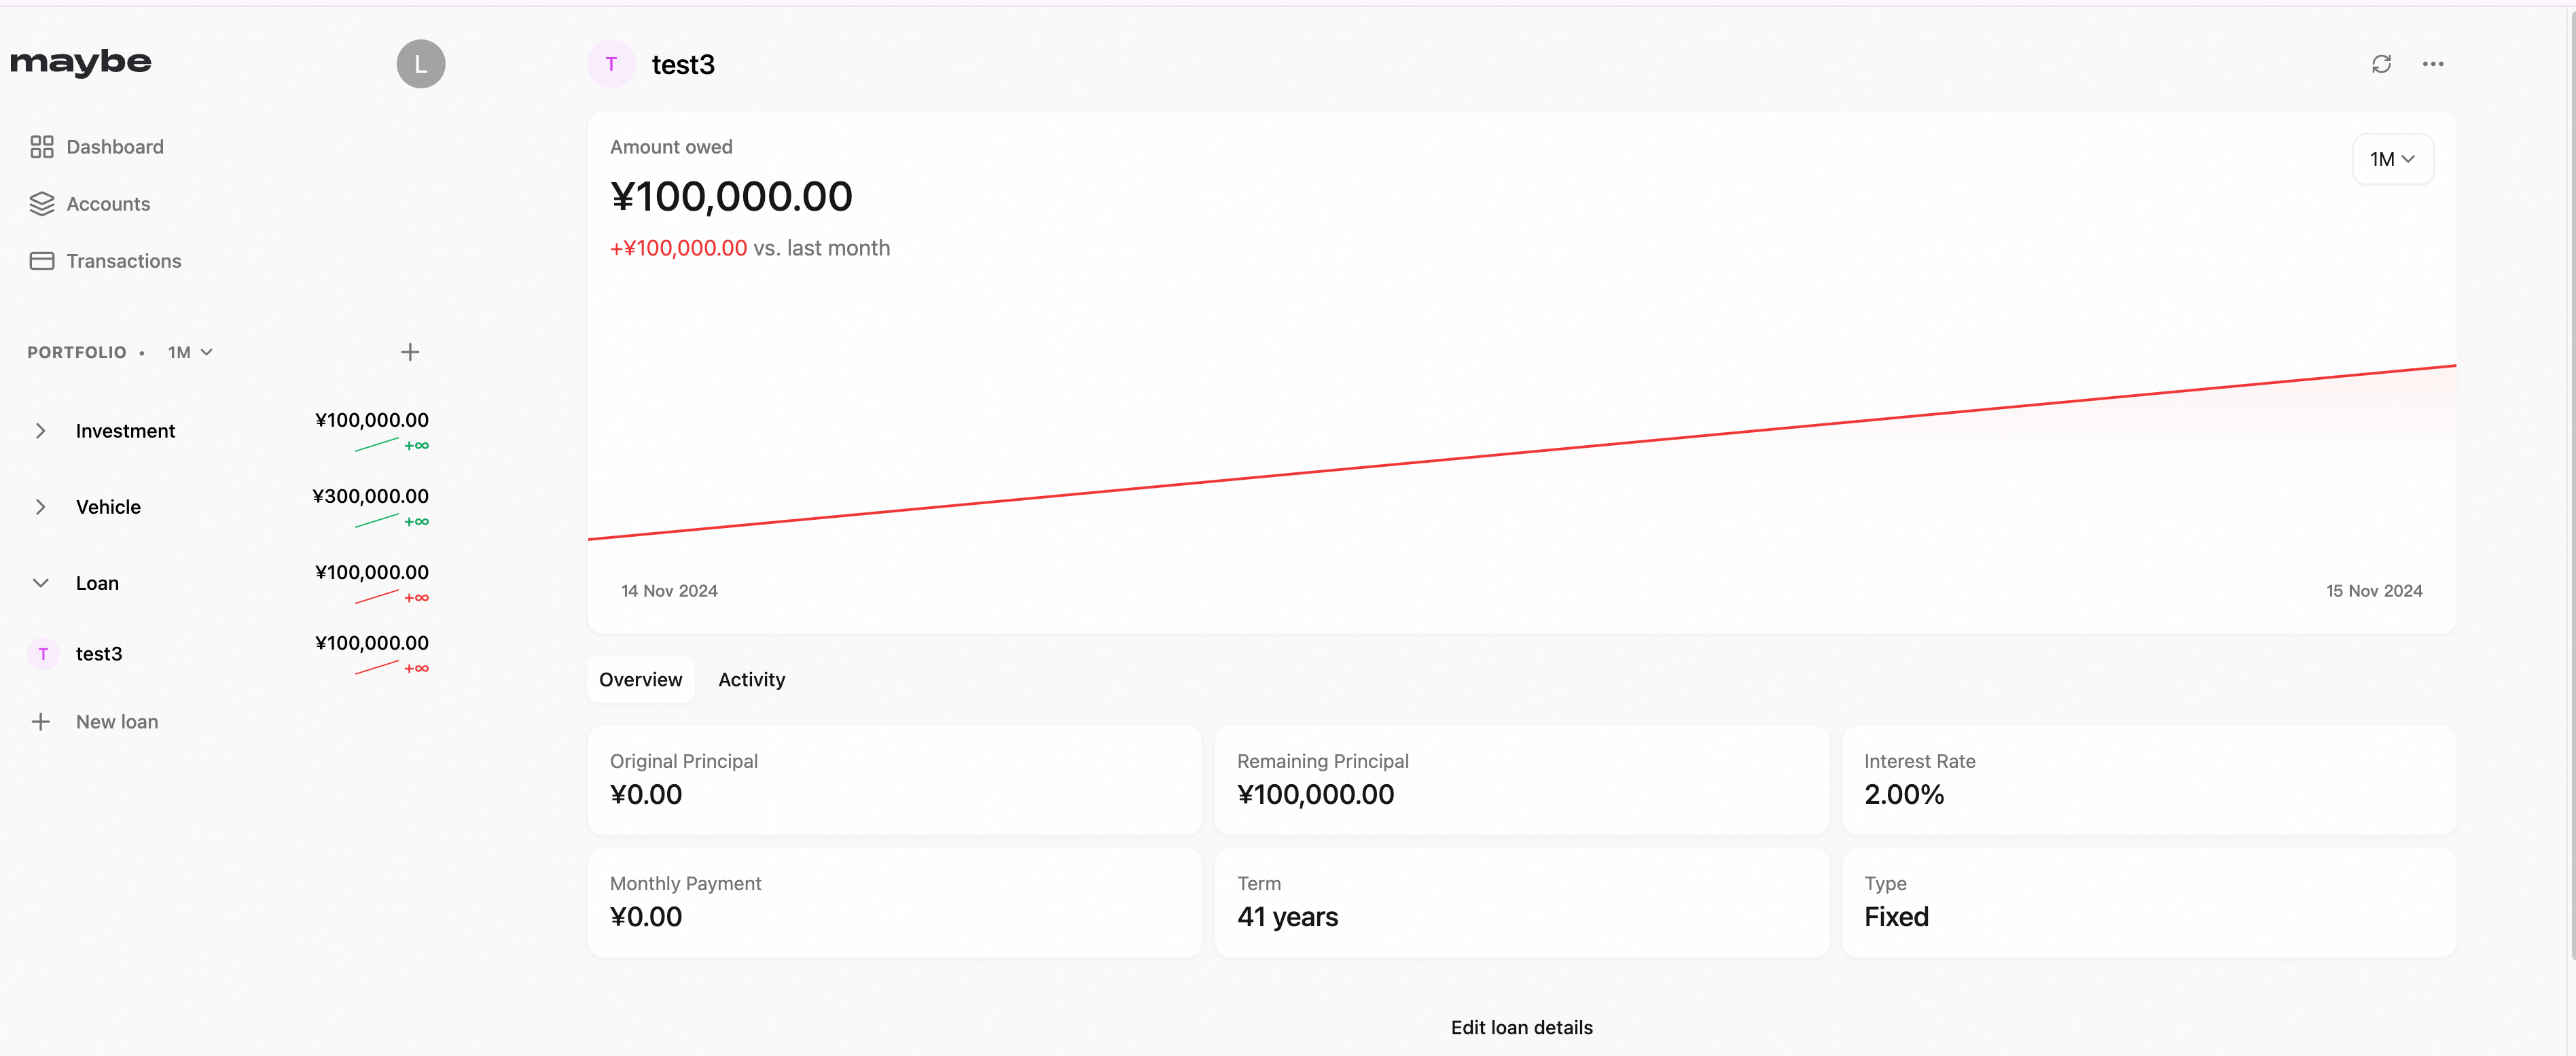 maybe
L
Dashboard
Accounts
Transactions
PORTFOLIO • 1M
Investment ¥100,000.00
+∞
Vehicle ¥300,000.00
+∞
Loan ¥100,000.00
+∞
T test3 ¥100,000.00
+∞
New loan
T test3
Amount owed
1M
¥100,000.00
+¥100,000.00 vs. last month
14 Nov 2024 15 Nov 2024
Overview Activity
Original Principal
¥0.00
Remaining Principal
¥100,000.00
Interest Rate
2.00%
Monthly Payment
¥0.00
Term
41 years
Type
Fixed
Edit loan details